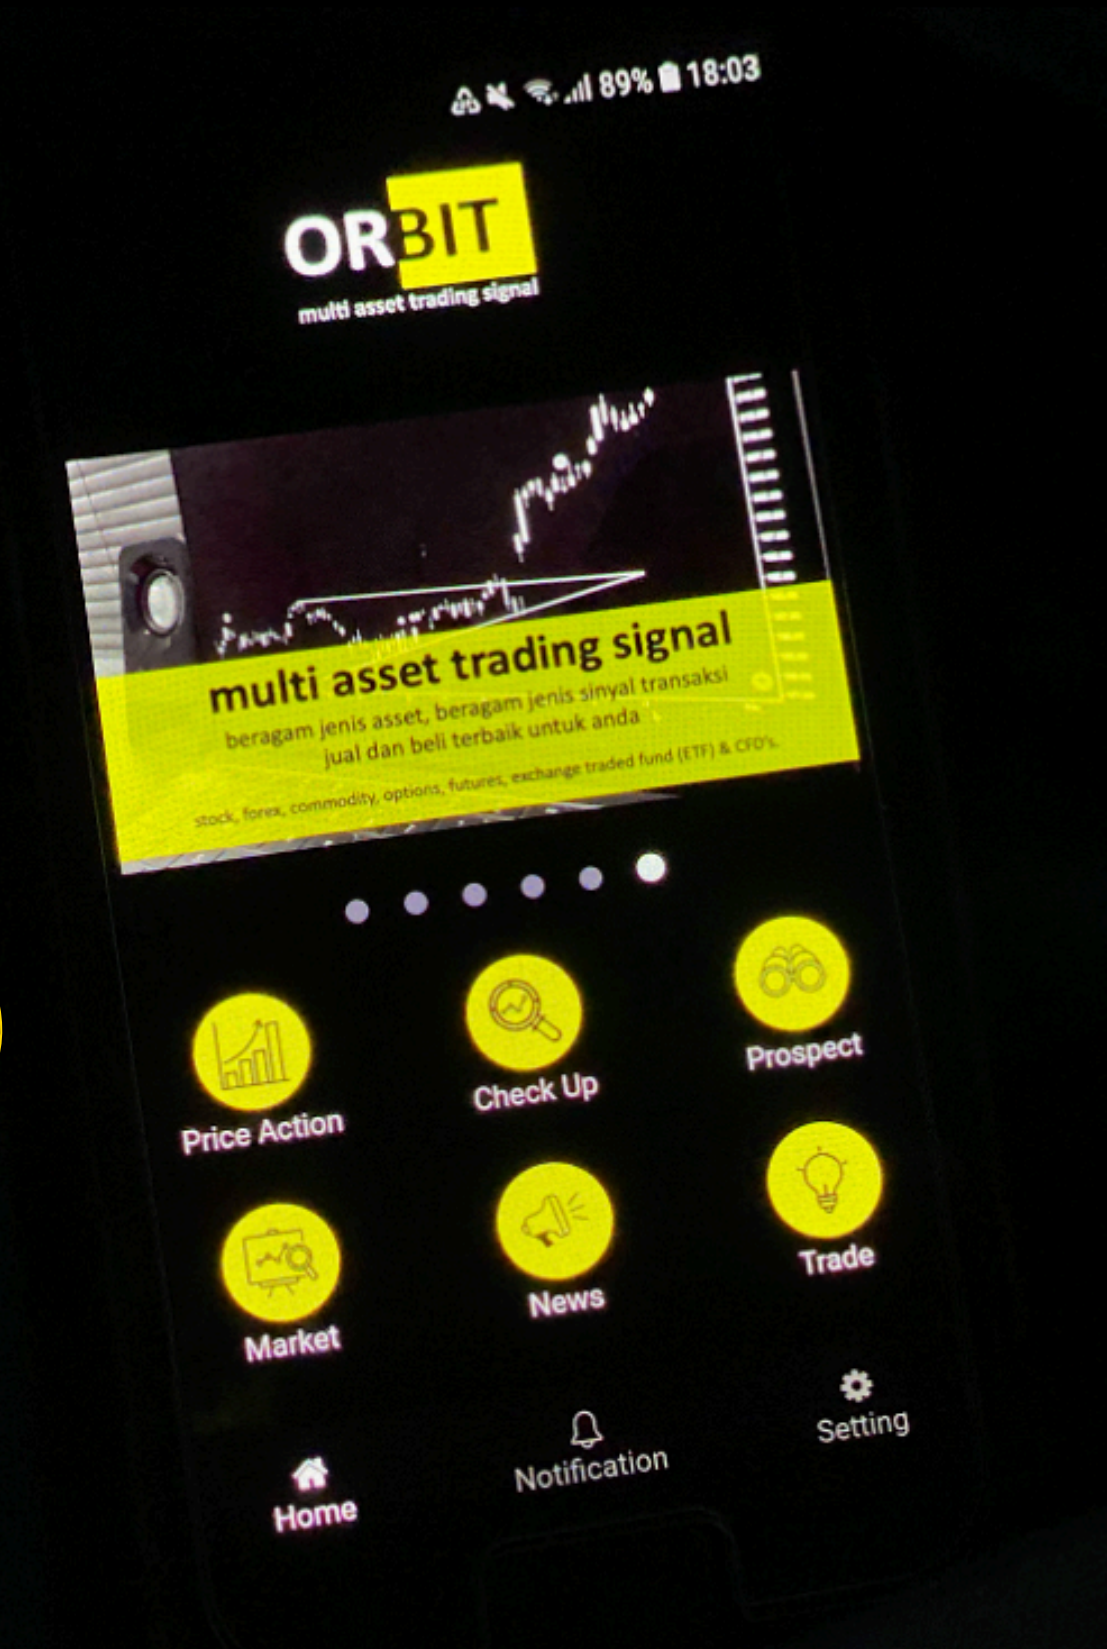 89% 18:03
ORBIT
multi asset trading signal
multi asset trading signal
beragam jenis asset, beragam jenis sinyal transaksi
jual dan beli terbaik untuk anda
stock, forex, commodity, options, futures, exchange traded fund (ETF) & CFD's.
Price Action
Check Up
Prospect
Market
News
Trade
Home
Notification
Setting